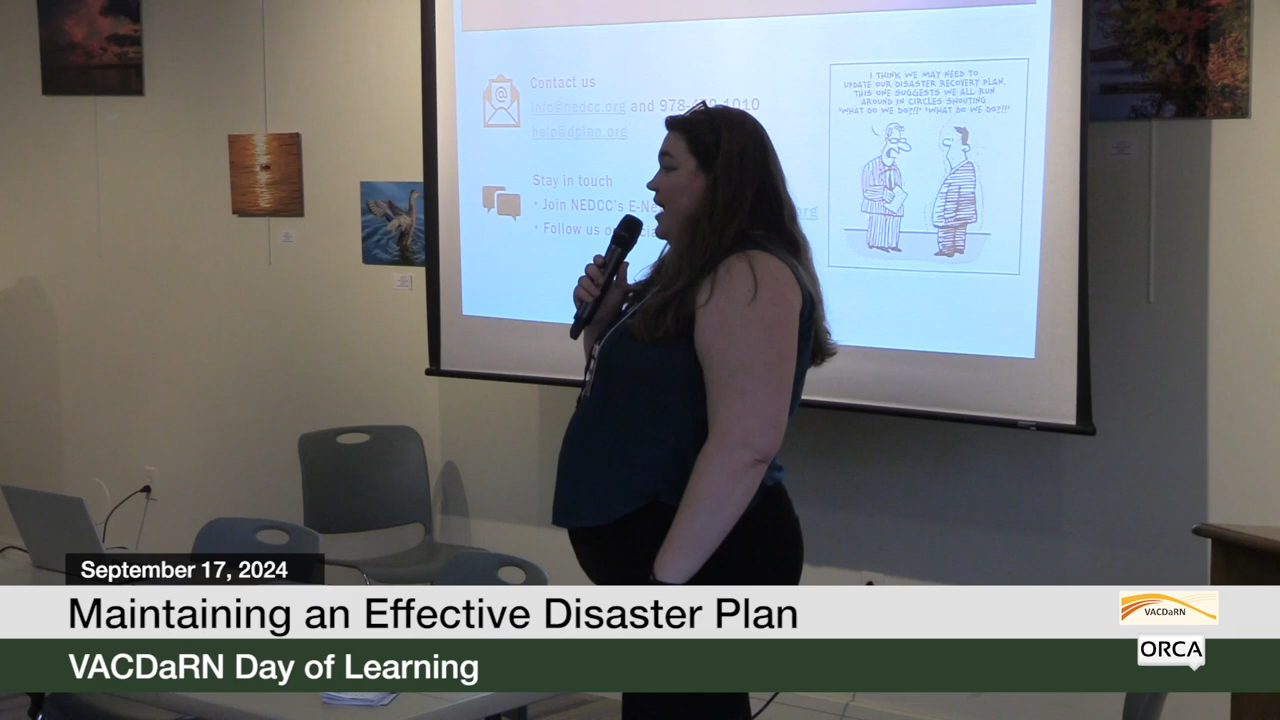 Contact us
info@nedcc.org and 978- 1010
help@dplan.org
Stay in touch
• Join NEDCC's E-Ne org
• Follow us o cia
I THINK WE MAY NEED TO
UPDATE OUR DISASTER RECOVERY PLAN.
THIS ONE SUGGESTS WE ALL RUN
AROUND IN CIRCLES SHOUTING
"WHAT DO WE DO?!!" "WHAT DO WE DO?!!"
September 17, 2024
Maintaining an Effective Disaster Plan
VACDaRN
VACDaRN Day of Learning
ORCA